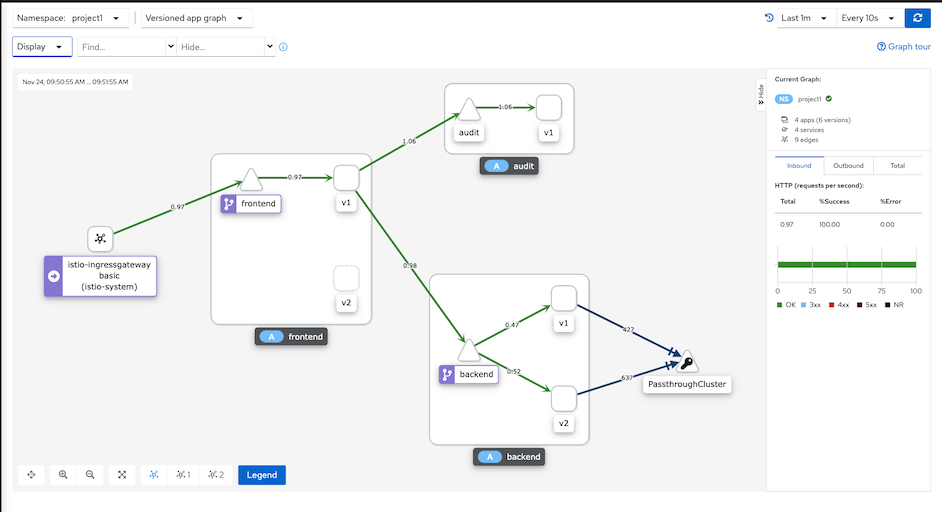 Namespace: project1
Versioned app graph
Last 1m
Every 10s
Display
Find...
Hide...
Graph tour
Nov 24, 09:50:55 AM ... 09:51:55 AM
Hide
Current Graph:
NS project1
4 apps (6 versions)
4 services
9 edges
Inbound Outbound Total
HTTP (requests per second):
Total %Success %Error
0.97 100.00 0.00
0 25 50 75 100
OK 3xx 4xx 5xx NR
1.06
audit
v1
A audit
1.06
0.97
frontend
v1
0.97
istio-ingressgateway
basic
(istio-system)
v2
A frontend
0.98
0.47
v1
427
backend
0.52
637
PassthroughCluster
v2
A backend
1
2
Legend